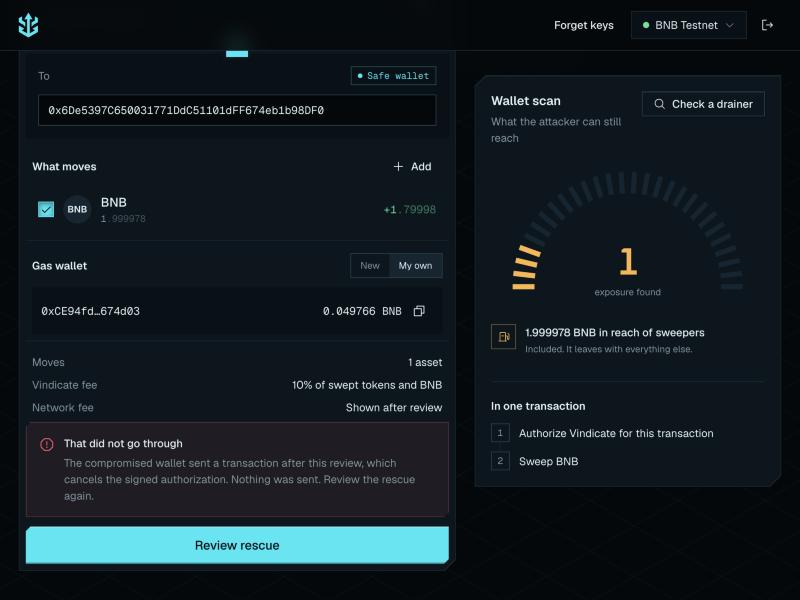 Forget keys
BNB Testnet
To
Safe wallet
0x6De5397C650031771DdC51101dFF674eb1b98DF0
What moves
Add
BNB
BNB
1.999978
+1.79998
Gas wallet
New
My own
0xCE94fd…674d03
0.049766 BNB
Moves
1 asset
Vindicate fee
10% of swept tokens and BNB
Network fee
Shown after review
That did not go through
The compromised wallet sent a transaction after this review, which
cancels the signed authorization. Nothing was sent. Review the rescue
again.
Review rescue
Wallet scan
Check a drainer
What the attacker can still
reach
1
exposure found
1.999978 BNB in reach of sweepers
Included. It leaves with everything else.
In one transaction
1
Authorize Vindicate for this transaction
2
Sweep BNB